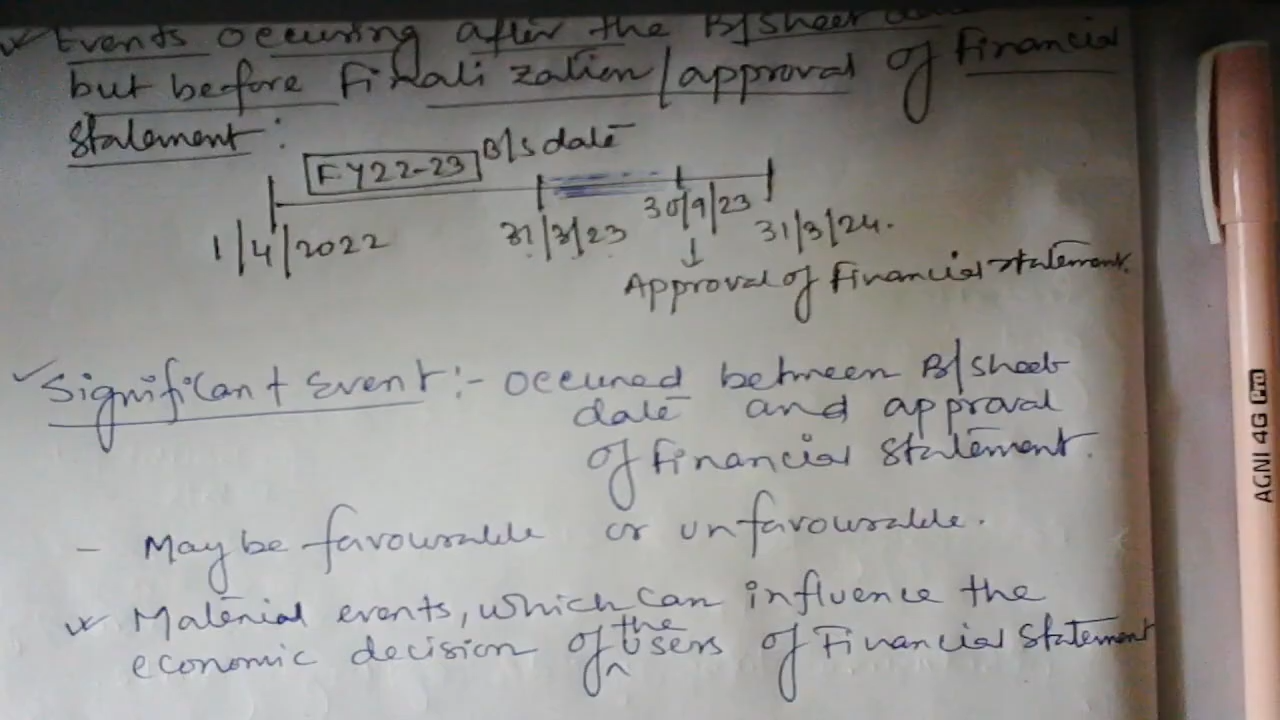 Events occuring after the B/Sheet
but before Finalization/approval of Financial
Statement:
FY22-23 B/s date
1/4/2022 31/3/23 30/9/23 31/3/24.
↓
Approval of Financial statement.
Significant Event:- occured between B/Sheet
date and approval
of Financial Statement.
- May be favourable or unfavourable.
Material events, which can influence the
economic decision of the Users of Financial Statement
AGNI 4G Pro